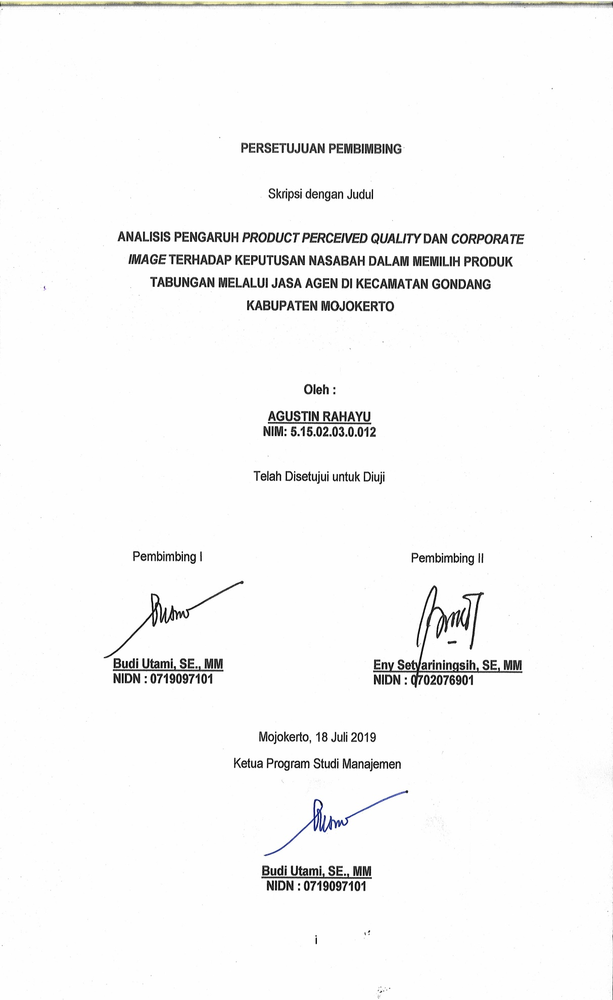 PERSETUJUAN PEMBIMBING
Skripsi dengan Judul
ANALISIS PENGARUH PRODUCT PERCEIVED QUALITY DAN CORPORATE
IMAGE TERHADAP KEPUTUSAN NASABAH DALAM MEMILIH PRODUK
TABUNGAN MELALUI JASA AGEN DI KECAMATAN GONDANG
KABUPATEN MOJOKERTO
Oleh :
AGUSTIN RAHAYU
NIM: 5.15.02.03.0.012
Telah Disetujui untuk Diuji
Pembimbing I
Pembimbing II
Budi Utami, SE., MM
NIDN : 0719097101
Eny Setyariningsih, SE, MM
NIDN : 0702076901
Mojokerto, 18 Juli 2019
Ketua Program Studi Manajemen
Budi Utami, SE., MM
NIDN : 0719097101
i